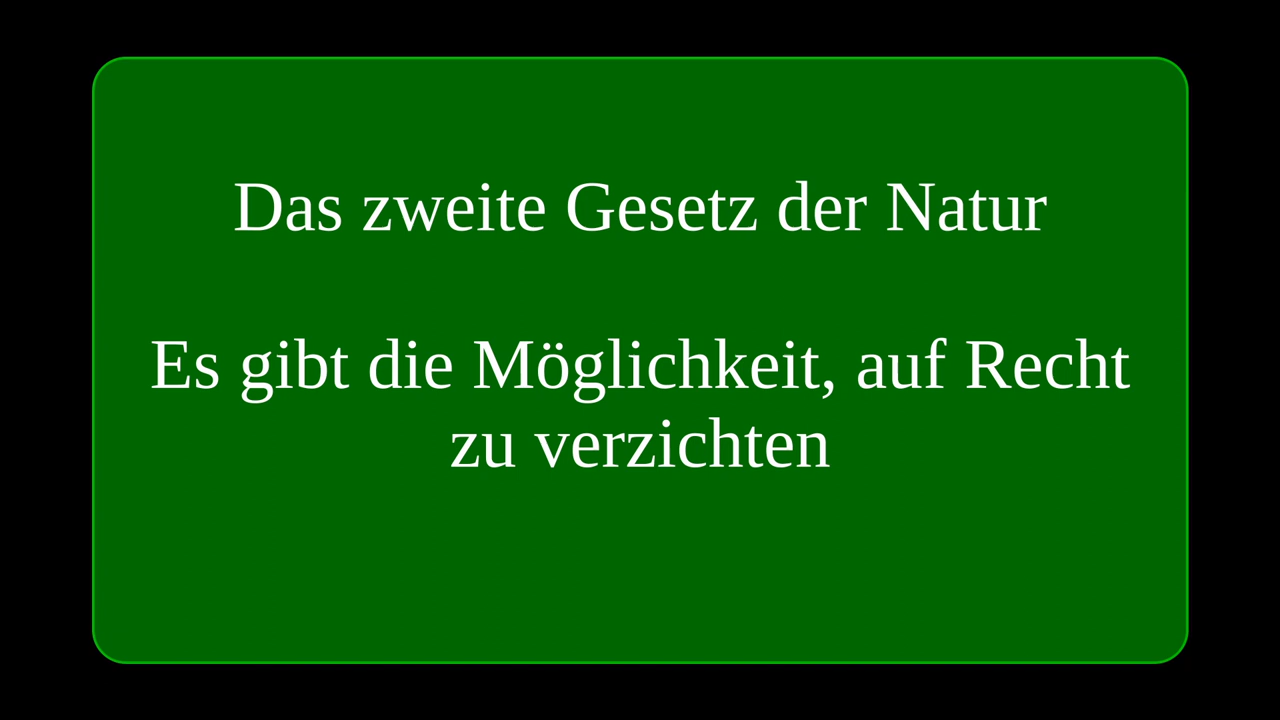 Das zweite Gesetz der Natur
Es gibt die Möglichkeit, auf Recht
zu verzichten